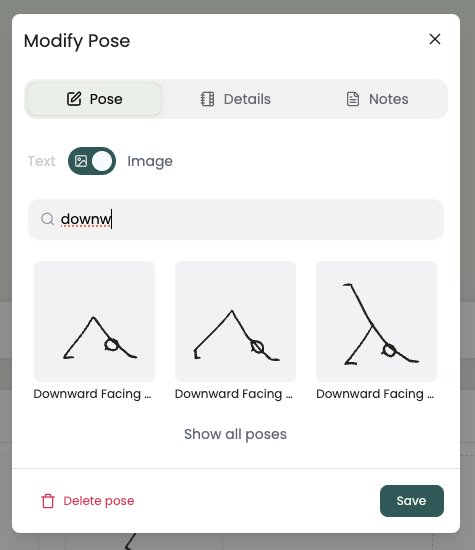 Modify Pose
Pose Details Notes
Text Image
downw
Downward Facing ... Downward Facing ... Downward Facing ...
Show all poses
Delete pose Save